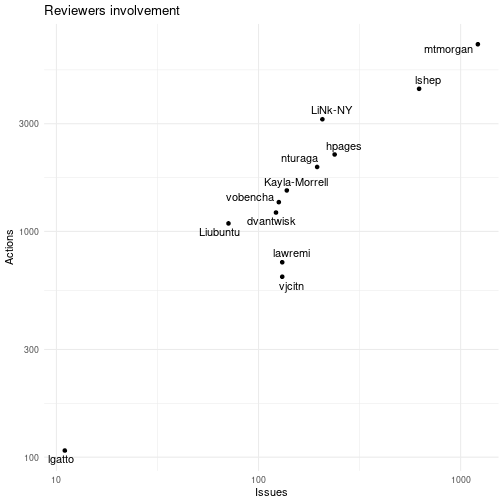 Reviewers involvement
mtmorgan
lshep
LiNk-NY
3000
hpages
nturaga
Kayla-Morrell
vobencha
dvantwisk
1000
Liubuntu
Actions
lawremi
vjcitn
300
100
lgatto
10
100
1000
Issues